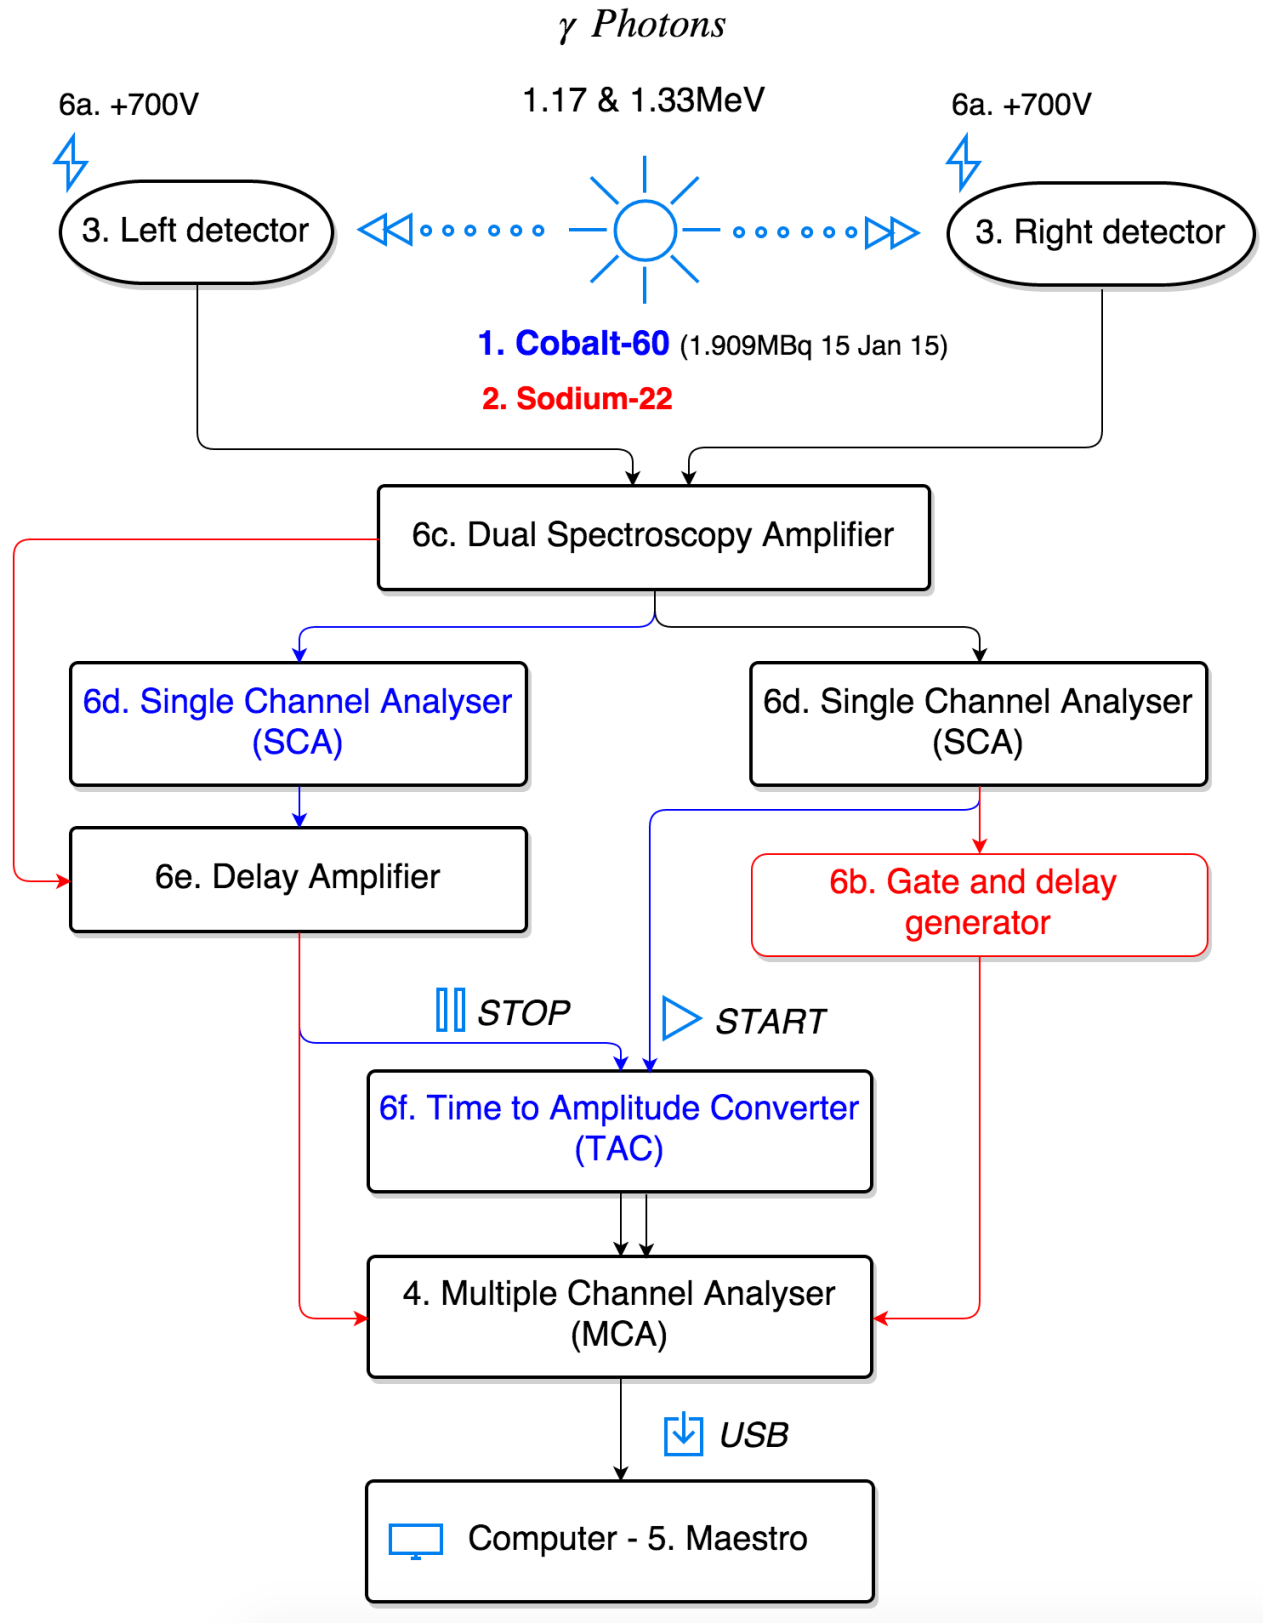 γ Photons
6a. +700V
1.17 & 1.33MeV
6a. +700V
3. Left detector
3. Right detector
1. Cobalt-60 (1.909MBq 15 Jan 15)
2. Sodium-22
6c. Dual Spectroscopy Amplifier
6d. Single Channel Analyser
(SCA)
6d. Single Channel Analyser
(SCA)
6e. Delay Amplifier
6b. Gate and delay
generator
STOP
START
6f. Time to Amplitude Converter
(TAC)
4. Multiple Channel Analyser
(MCA)
USB
Computer - 5. Maestro